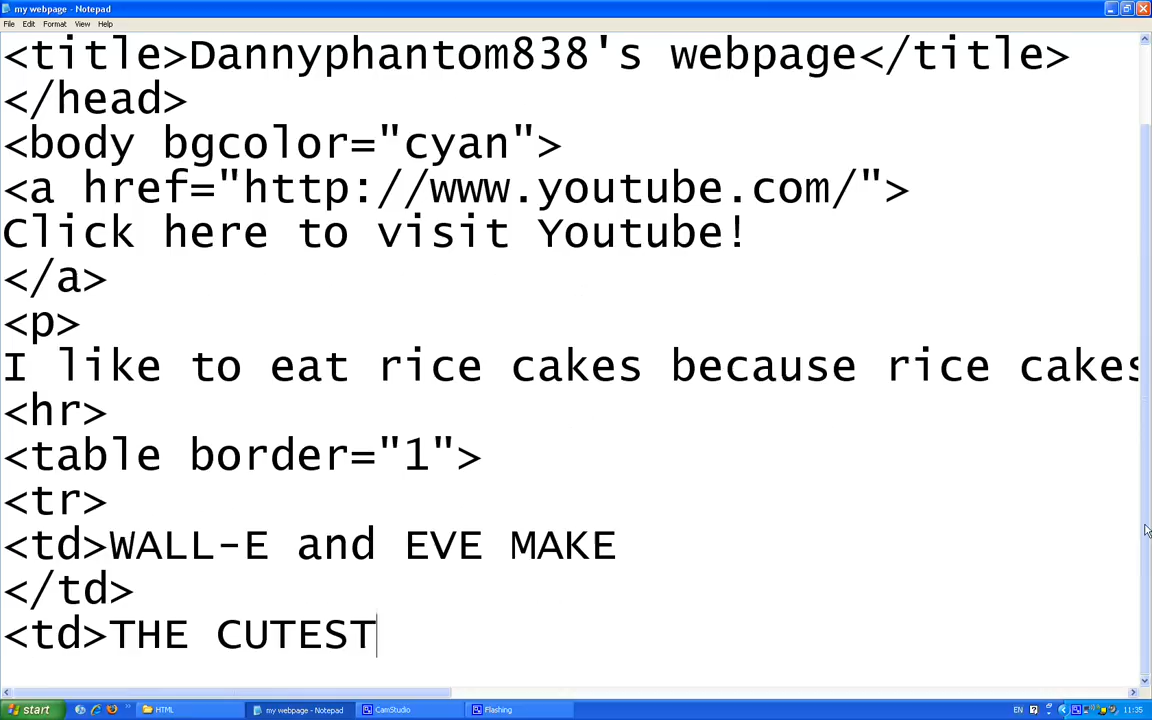 my webpage - Notepad
File Edit Format View Help
<title>Dannyphantom838's webpage</title>
</head>
<body bgcolor="cyan">
<a href="http://www.youtube.com/">
Click here to visit Youtube!
</a>
<p>
I like to eat rice cakes because rice cakes
<hr>
<table border="1">
<tr>
<td>WALL-E and EVE MAKE
</td>
<td>THE CUTEST
start HTML my webpage - Notepad CamStudio Flashing EN 11:35